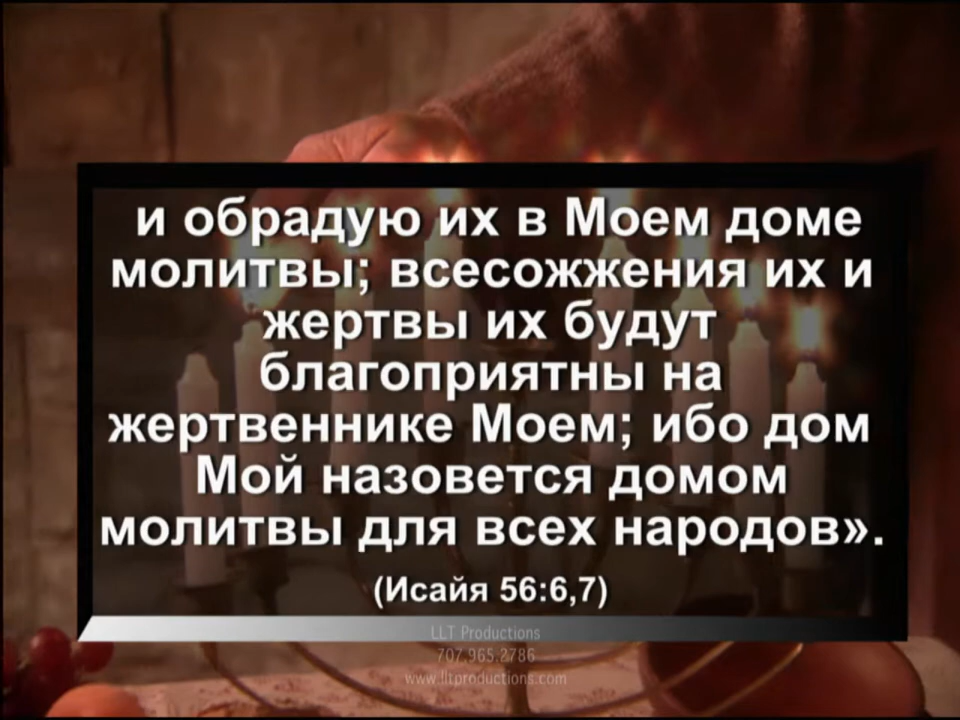 и обрадую их в Моем доме
молитвы; всесожжения их и
жертвы их будут
благоприятны на
жертвеннике Моем; ибо дом
Мой назовется домом
молитвы для всех народов».
(Исайя 56:6,7)
LLT Productions
707.965.2786
www.lltproductions.com